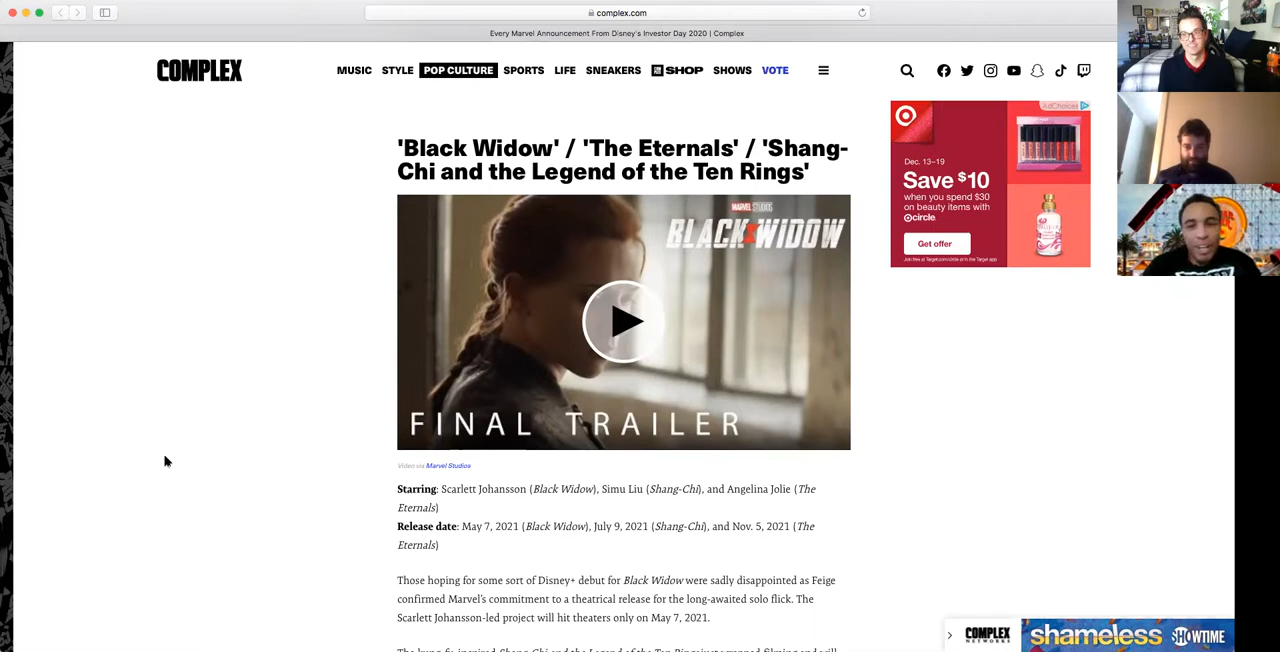 complex.com
Every Marvel Announcement From Disney's Investor Day 2020 | Complex
COMPLEX
MUSIC STYLE POP CULTURE SPORTS LIFE SNEAKERS SHOP SHOWS VOTE
'Black Widow' / 'The Eternals' / 'Shang-
Chi and the Legend of the Ten Rings'
MARVEL STUDIOS
BLACK WIDOW
FINAL TRAILER
Video via Marvel Studios
Starring: Scarlett Johansson (Black Widow), Simu Liu (Shang-Chi), and Angelina Jolie (The
Eternals)
Release date: May 7, 2021 (Black Widow), July 9, 2021 (Shang-Chi), and Nov. 5, 2021 (The
Eternals)
Those hoping for some sort of Disney+ debut for Black Widow were sadly disappointed as Feige
confirmed Marvel's commitment to a theatrical release for the long-awaited solo flick. The
Scarlett Johansson-led project will hit theaters only on May 7, 2021.
AdChoices
Dec. 13–19
Save $10
when you spend $30
on beauty items with
circle.
Get offer
COMPLEX
NETWORKS
shameless
SHOWTIME